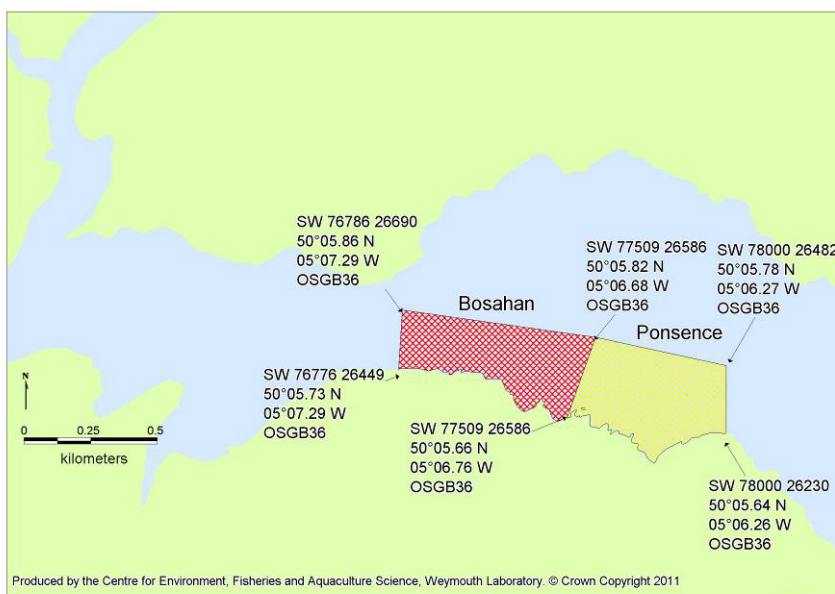 SW 76786 26690
50°05.86 N
05°07.29 W
OSGB36
SW 77509 26586
50°05.82 N
05°06.68 W
OSGB36
SW 78000 26482
50°05.78 N
05°06.27 W
OSGB36
Bosahan
Ponsence
SW 76776 26449
50°05.73 N
05°07.29 W
OSGB36
N
0 0.25 0.5
kilometers
SW 77509 26586
50°05.66 N
05°06.76 W
OSGB36
SW 78000 26230
50°05.64 N
05°06.26 W
OSGB36
Produced by the Centre for Environment, Fisheries and Aquaculture Science, Weymouth Laboratory. © Crown Copyright 2011